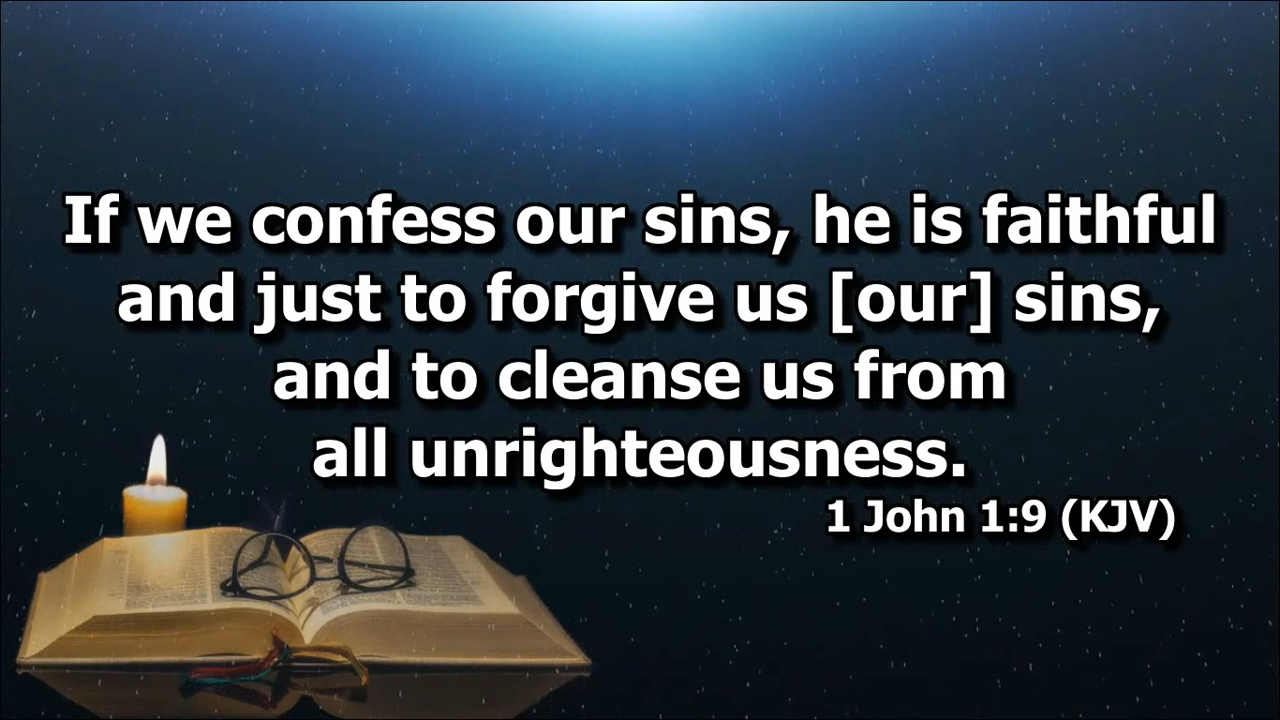 If we confess our sins, he is faithful
and just to forgive us [our] sins,
and to cleanse us from
all unrighteousness.
1 John 1:9 (KJV)